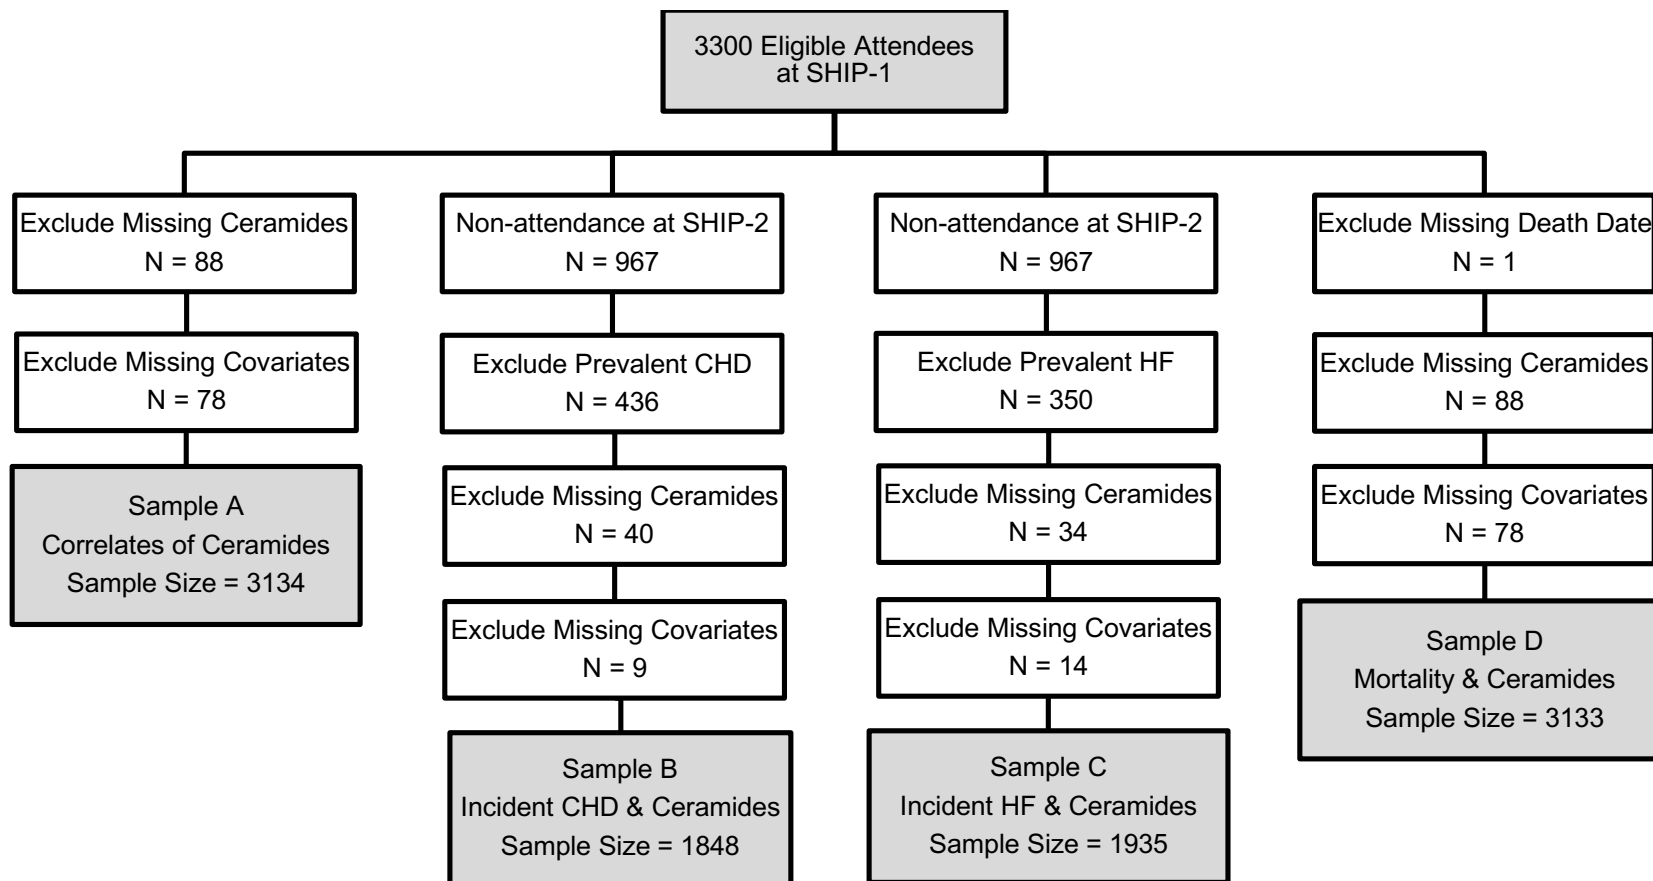 3300 Eligible Attendees
at SHIP-1
Exclude Missing Ceramides
N = 88
Exclude Missing Covariates
N = 78
Sample A
Correlates of Ceramides
Sample Size = 3134
Non-attendance at SHIP-2
N = 967
Exclude Prevalent CHD
N = 436
Exclude Missing Ceramides
N = 40
Exclude Missing Covariates
N = 9
Sample B
Incident CHD & Ceramides
Sample Size = 1848
Non-attendance at SHIP-2
N = 967
Exclude Prevalent HF
N = 350
Exclude Missing Ceramides
N = 34
Exclude Missing Covariates
N = 14
Sample C
Incident HF & Ceramides
Sample Size = 1935
Exclude Missing Death Date
N = 1
Exclude Missing Ceramides
N = 88
Exclude Missing Covariates
N = 78
Sample D
Mortality & Ceramides
Sample Size = 3133